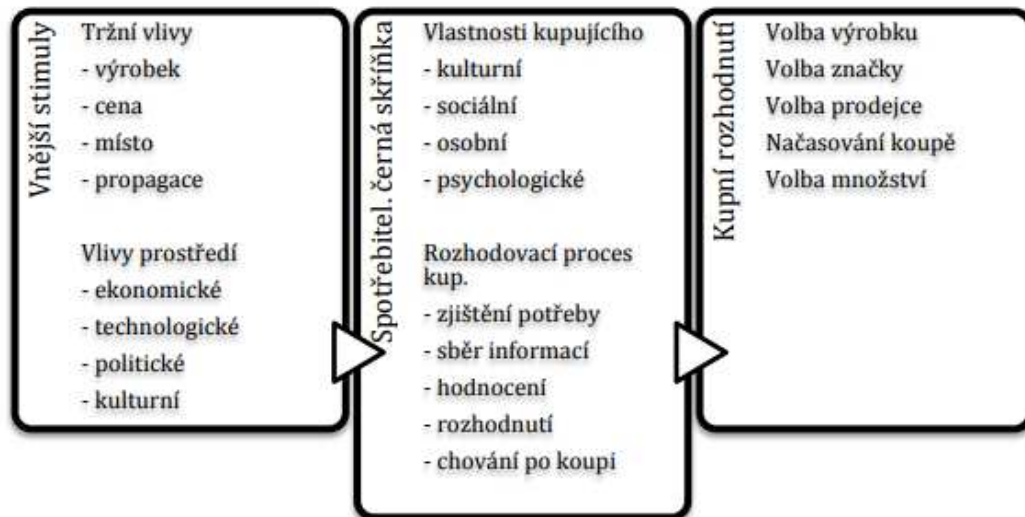 Vnější stimuly
Tržní vlivy
- výrobek
- cena
- místo
- propagace
Vlivy prostředí
- ekonomické
- technologické
- politické
- kulturní
Spotřebitel. černá skříňka
Vlastnosti kupujícího
- kulturní
- sociální
- osobní
- psychologické
Rozhodovací proces
kup.
- zjištění potřeby
- sběr informací
- hodnocení
- rozhodnutí
- chování po koupi
Kupní rozhodnutí
Volba výrobku
Volba značky
Volba prodejce
Načasování koupě
Volba množství